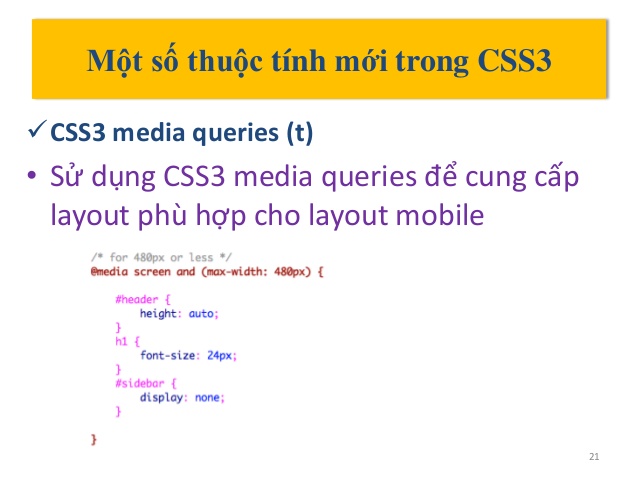 Một số thuộc tính mới trong CSS3
✓CSS3 media queries (t)
• Sử dụng CSS3 media queries để cung cấp
layout phù hợp cho layout mobile
/* for 480px or less */
@media screen and (max-width: 480px) {
#header {
height: auto;
}
h1 {
font-size: 24px;
}
#sidebar {
display: none;
}
}
21